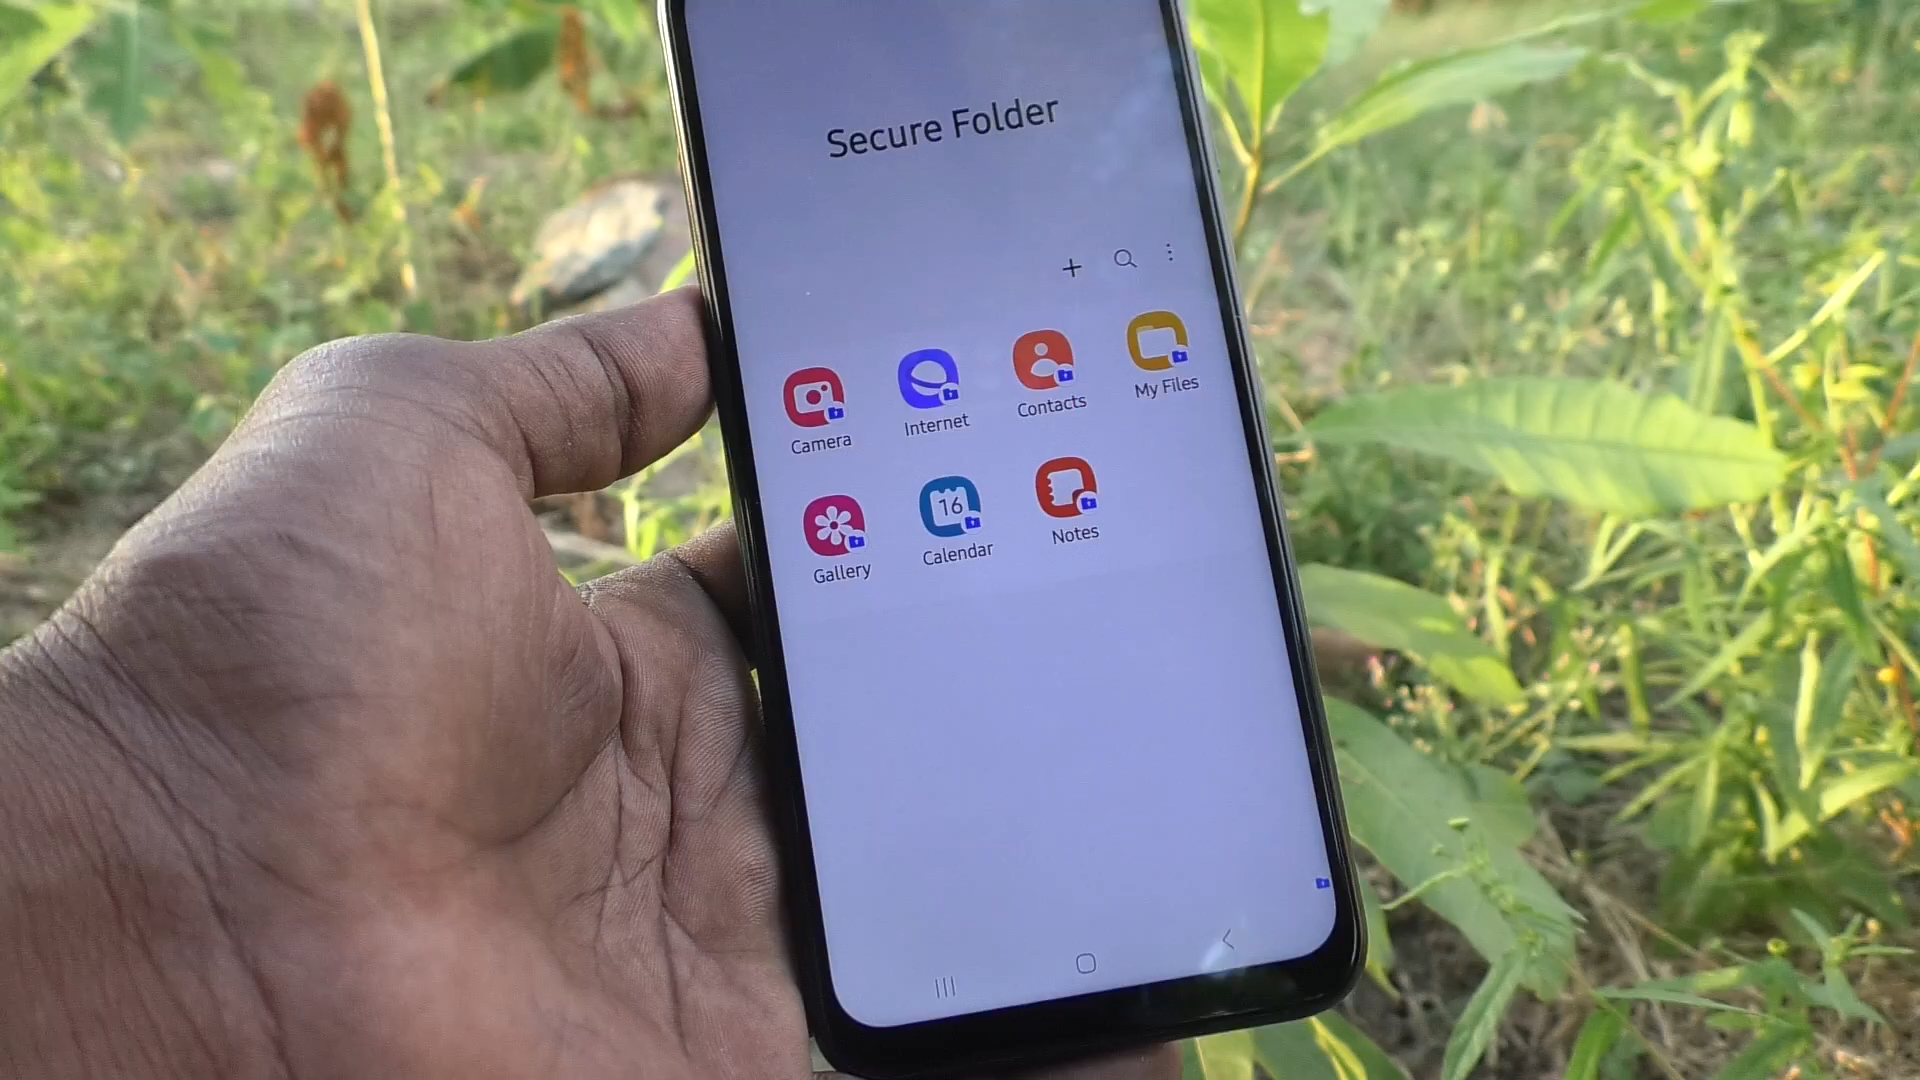 Secure Folder
Camera
Internet
Contacts
My Files
16
Gallery
Calendar
Notes